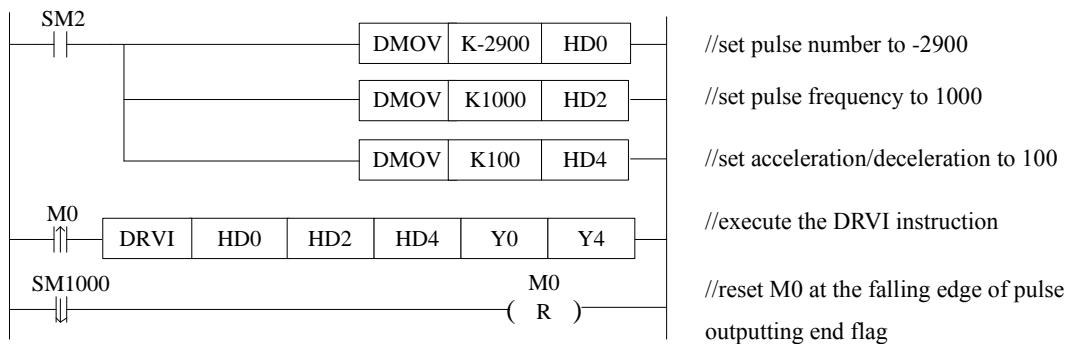 SM2
DMOV K-2900 HD0 //set pulse number to -2900
DMOV K1000 HD2 //set pulse frequency to 1000
DMOV K100 HD4 //set acceleration/deceleration to 100
M0
DRVI HD0 HD2 HD4 Y0 Y4 //execute the DRVI instruction
SM1000 M0
( R ) //reset M0 at the falling edge of pulse
outputting end flag